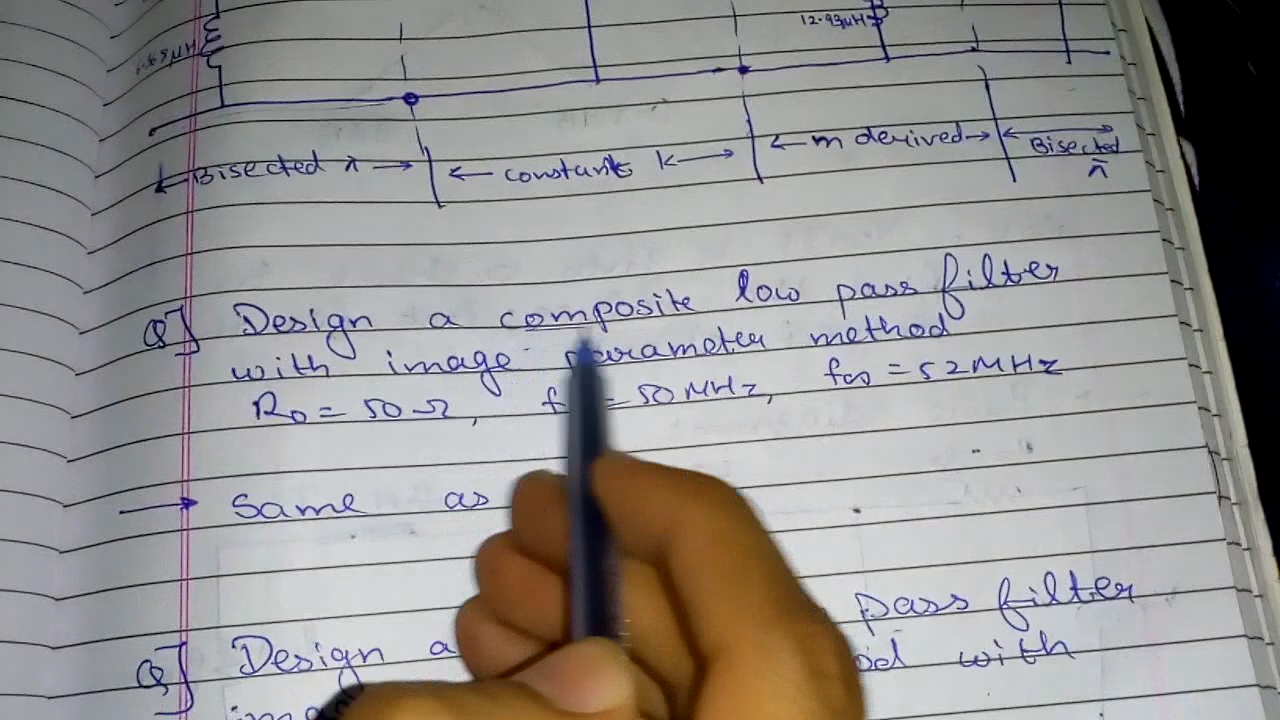 12.93μH
Bisected π constant k m derived Bisected π
Q] Design a composite low pass filter
with image parameter method
R₀ = 50Ω, = 50 MHz, f∞ = 52 MHz
→ Same as
pass filter
Q] Design a
with